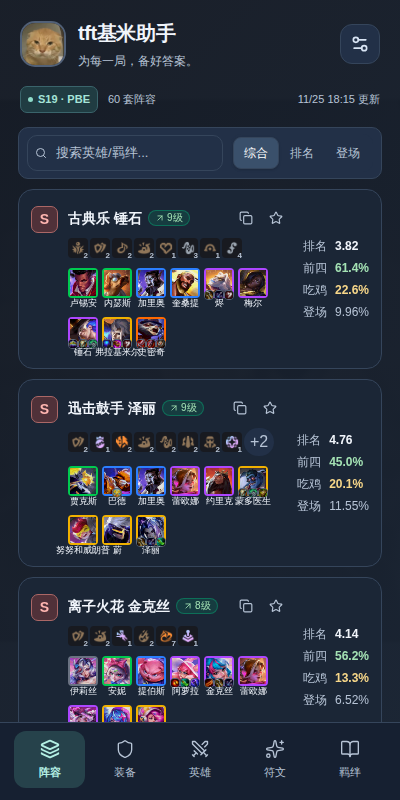 tft基米助手
为每一局，备好答案。
S19 · PBE
60 套阵容
11/25 18:15 更新
搜索英雄/羁绊...
综合
排名
登场
S
古典乐 锤石
9级
2 2 2 2 1 3 1 4
卢锡安 内瑟斯 加里奥 金桑提 烬 梅尔
锤石 弗拉基米尔 史密奇
排名 3.82
前四 61.4%
吃鸡 22.6%
登场 9.96%
S
迅击鼓手 泽丽
9级
2 1 2 2 2 2 2 1 +2
贾克斯 巴德 加里奥 蕾欧娜 约里克 蒙多医生
努努和威朗普 蔚 泽丽
排名 4.76
前四 45.0%
吃鸡 20.1%
登场 11.55%
S
离子火花 金克丝
8级
2 2 1 2 7 1
伊莉丝 安妮 提伯斯 阿萝拉 金克丝 蕾欧娜
排名 4.14
前四 56.2%
吃鸡 13.3%
登场 6.52%
阵容
装备
英雄
符文
羁绊